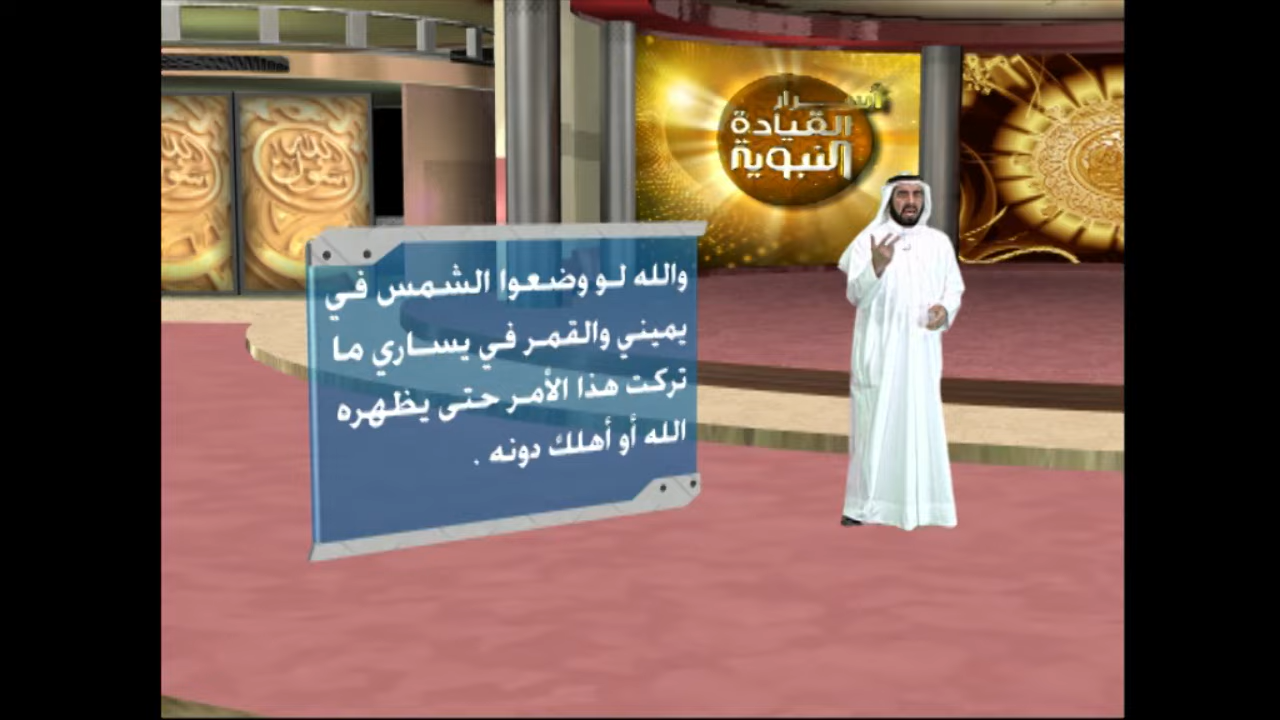 أسرار
القيادة
النبوية
والله لو وضعوا الشمس في
يميني والقمر في يساري ما
تركت هذا الأمر حتى يظهره
الله أو أهلك دونه .